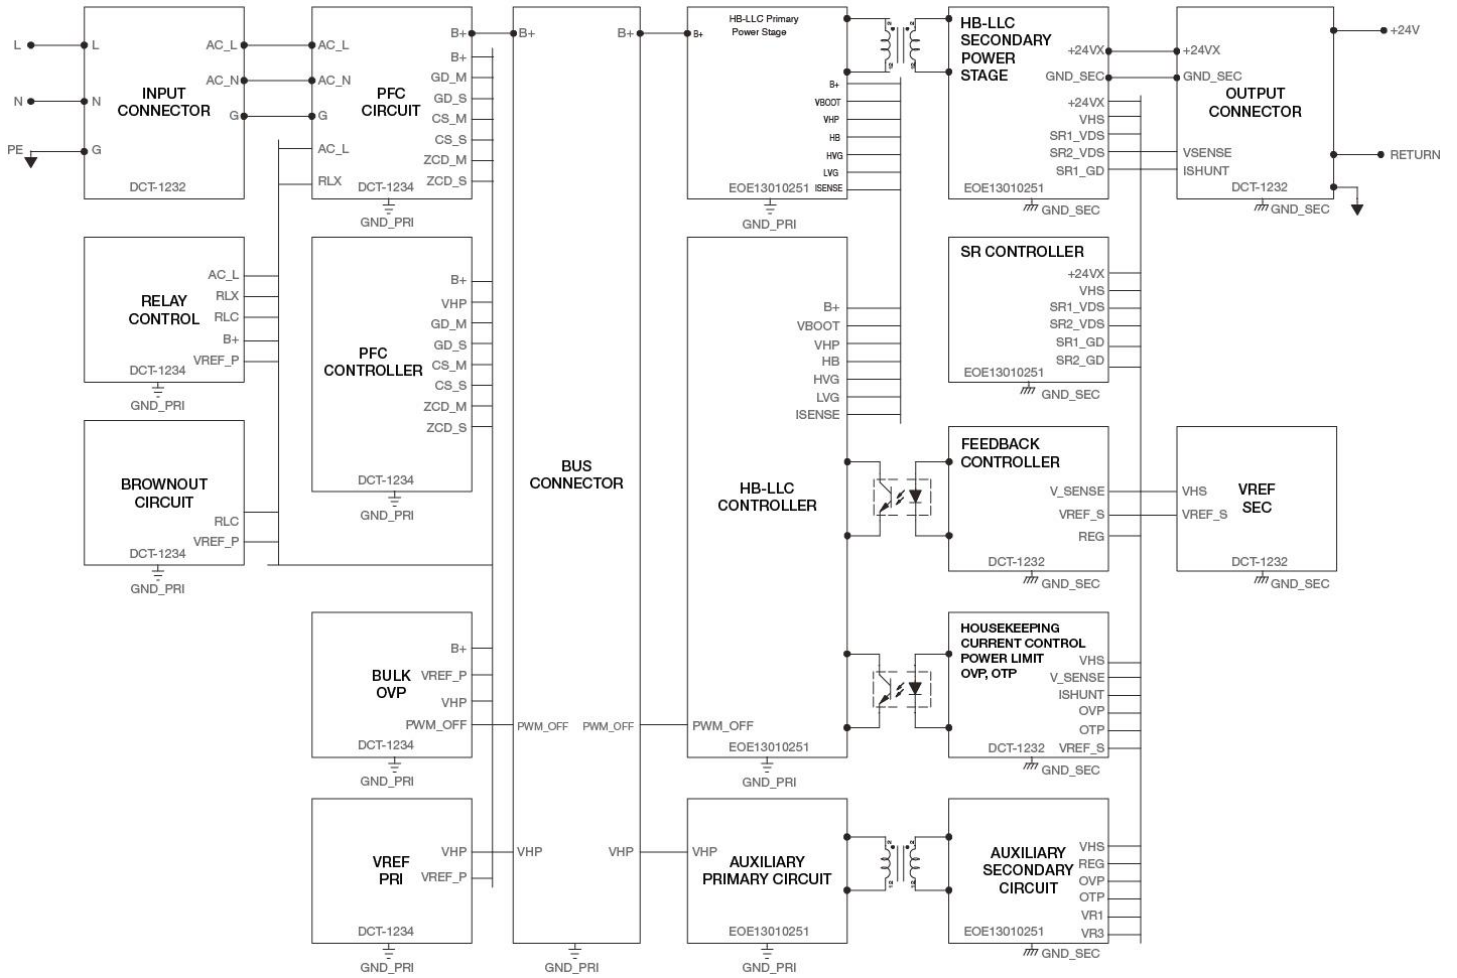 L
L
N
N
PE
G
AC_L
AC_N
G
INPUT
CONNECTOR
DCT-1232
AC_L
AC_N
G
AC_L
RLX
PFC
CIRCUIT
DCT-1234
GND_PRI
B+
B+
GD_M
GD_S
CS_M
CS_S
ZCD_M
ZCD_S
B+
B+
BUS
CONNECTOR
PWM_OFF
PWM_OFF
VHP
VHP
GND_PRI
B+
HB-LLC Primary
Power Stage
B+
VBOOT
VHP
HB
HVG
LVG
ISENSE
EOE13010251
GND_PRI
2
2
12
12
HB-LLC
SECONDARY
POWER
STAGE
+24VX
GND_SEC
+24VX
VHS
SR1_VDS
SR2_VDS
SR1_GD
EOE13010251
GND_SEC
+24VX
GND_SEC
OUTPUT
CONNECTOR
VSENSE
ISHUNT
DCT-1232
GND_SEC
+24V
RETURN
RELAY
CONTROL
AC_L
RLX
RLC
B+
VREF_P
DCT-1234
GND_PRI
PFC
CONTROLLER
B+
VHP
GD_M
GD_S
CS_M
CS_S
ZCD_M
ZCD_S
DCT-1234
GND_PRI
HB-LLC
CONTROLLER
B+
VBOOT
VHP
HB
HVG
LVG
ISENSE
PWM_OFF
EOE13010251
GND_PRI
SR CONTROLLER
+24VX
VHS
SR1_VDS
SR2_VDS
SR1_GD
SR2_GD
EOE13010251
GND_SEC
BROWNOUT
CIRCUIT
RLC
VREF_P
DCT-1234
GND_PRI
FEEDBACK
CONTROLLER
V_SENSE
VREF_S
REG
DCT-1232
GND_SEC
VHS
VREF_S
VREF
SEC
DCT-1232
GND_SEC
BULK
OVP
B+
VREF_P
VHP
PWM_OFF
DCT-1234
GND_PRI
HOUSEKEEPING
CURRENT CONTROL
POWER LIMIT
OVP, OTP
VHS
V_SENSE
ISHUNT
OVP
OTP
VREF_S
DCT-1232
GND_SEC
VREF
PRI
VHP
VREF_P
DCT-1234
GND_PRI
VHP
AUXILIARY
PRIMARY CIRCUIT
EOE13010251
GND_PRI
2
2
12
12
AUXILIARY
SECONDARY
CIRCUIT
VHS
REG
OVP
OTP
VR1
VR3
EOE13010251
GND_SEC